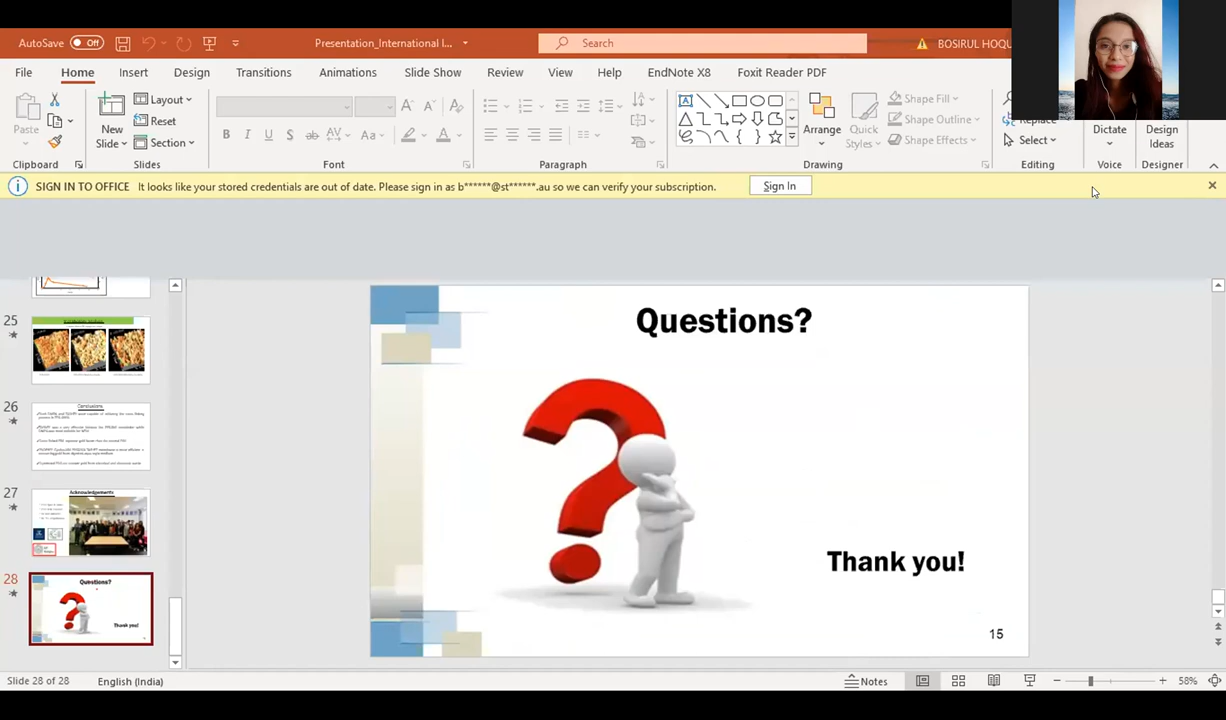 AutoSave Off Presentation_International I... Search BOSIRUL HOQU
File Home Insert Design Transitions Animations Slide Show Review View Help EndNote X8 Foxit Reader PDF
Paste New Slide Layout Reset Section Arrange Quick Styles Shape Fill Shape Outline Shape Effects Replace Select Dictate Design Ideas
Clipboard Slides Font Paragraph Drawing Editing Voice Designer
SIGN IN TO OFFICE It looks like your stored credentials are out of date. Please sign in as b******@st******.au so we can verify your subscription. Sign In
25
26
Conclusions
27
Acknowledgements
28
Questions?
Thank you!
Questions?
Thank you!
15
Slide 28 of 28 English (India) Notes 58%